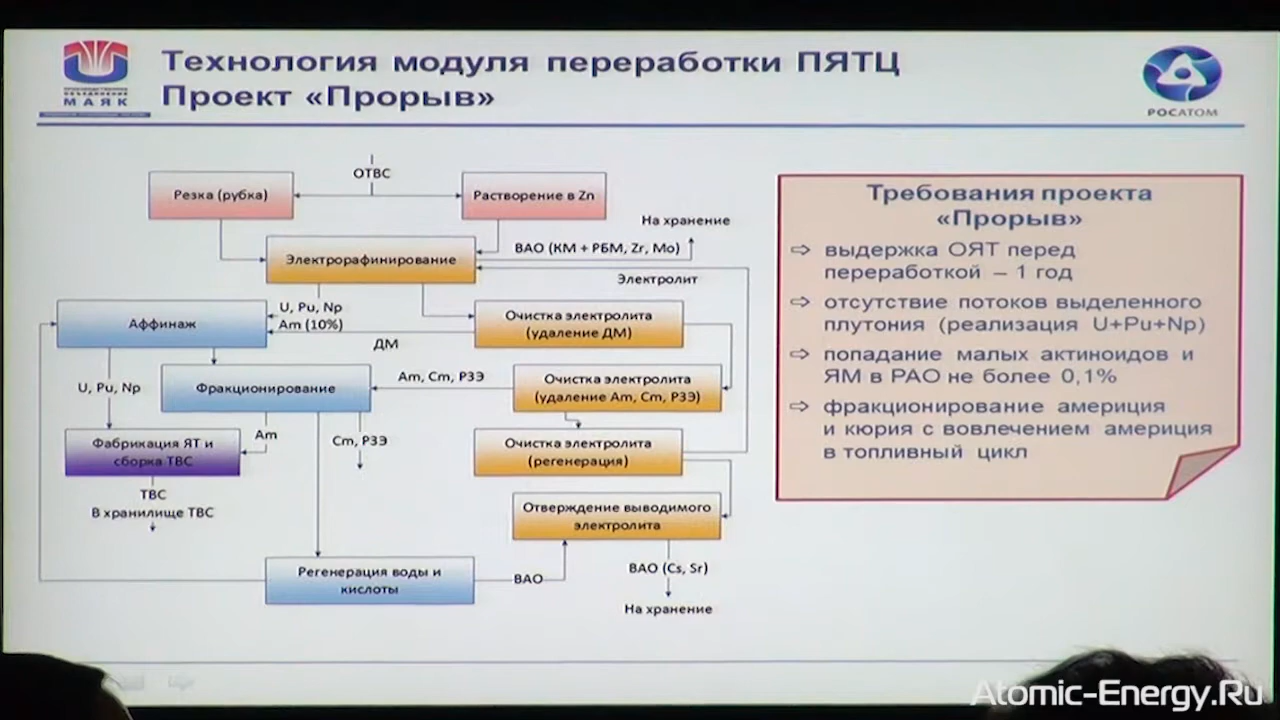 Технология модуля переработки ПЯТЦ
Проект «Прорыв»
МАЯК
РОСАТОМ
ОТВС
Резка (рубка)
Растворение в Zn
На хранение
ВАО (КМ + РБМ, Zr, Mo)
Электрорафинирование
Электролит
U, Pu, Np
Am (10%)
Аффинаж
Очистка электролита
(удаление ДМ)
ДМ
U, Pu, Np
Фракционирование
Am, Cm, РЗЭ
Очистка электролита
(удаление Am, Cm, РЗЭ)
Фабрикация ЯТ и
сборка ТВС
Am
Cm, РЗЭ
Очистка электролита
(регенерация)
ТВС
В хранилище ТВС
Отверждение выводимого
электролита
Регенерация воды и
кислоты
ВАО
ВАО (Cs, Sr)
На хранение
Требования проекта
«Прорыв»
⇨ выдержка ОЯТ перед
переработкой – 1 год
⇨ отсутствие потоков выделенного
плутония (реализация U+Pu+Np)
⇨ попадание малых актиноидов и
ЯМ в РАО не более 0,1%
⇨ фракционирование америция
и кюрия с вовлечением америция
в топливный цикл
Atomic-Energy.Ru